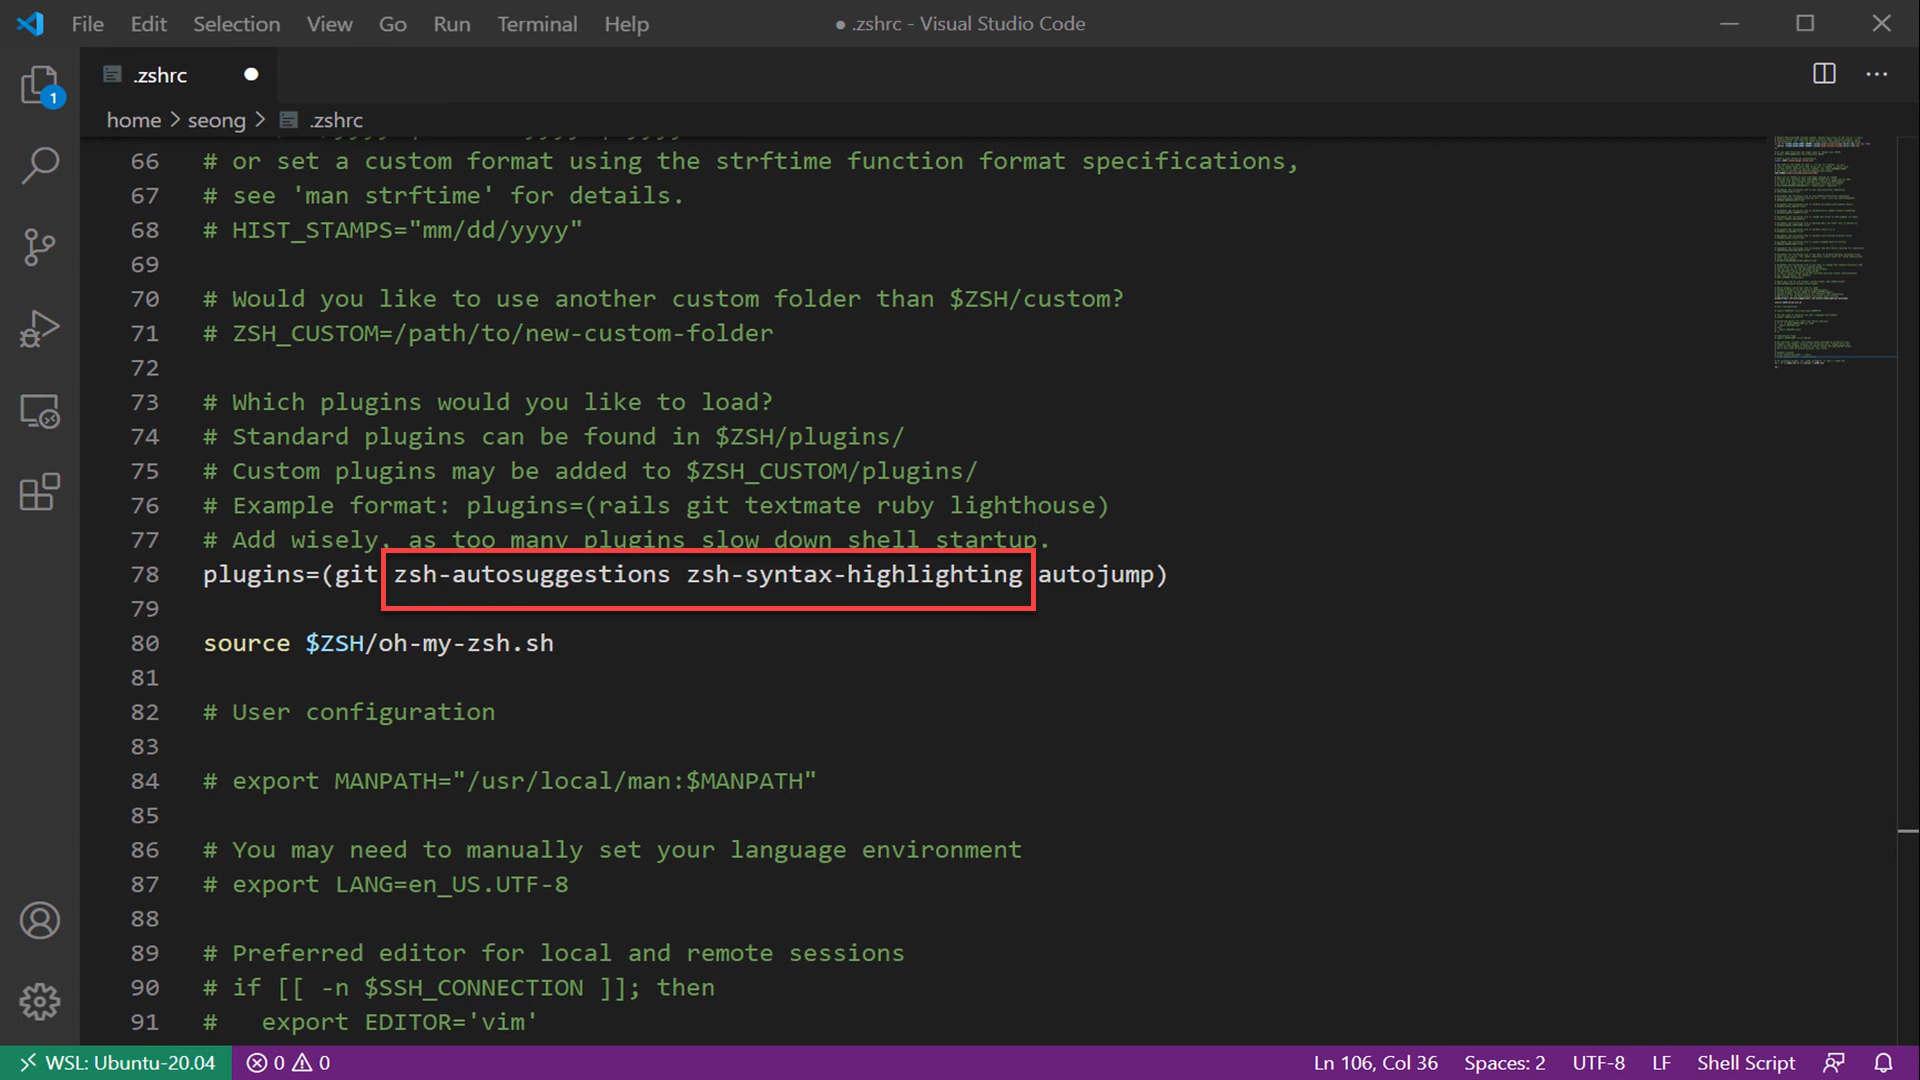 File Edit Selection View Go Run Terminal Help
● .zshrc - Visual Studio Code
.zshrc
1
home > seong > .zshrc
66 # or set a custom format using the strftime function format specifications,
67 # see 'man strftime' for details.
68 # HIST_STAMPS="mm/dd/yyyy"
69
70 # Would you like to use another custom folder than $ZSH/custom?
71 # ZSH_CUSTOM=/path/to/new-custom-folder
72
73 # Which plugins would you like to load?
74 # Standard plugins can be found in $ZSH/plugins/
75 # Custom plugins may be added to $ZSH_CUSTOM/plugins/
76 # Example format: plugins=(rails git textmate ruby lighthouse)
77 # Add wisely, as too many plugins slow down shell startup.
78 plugins=(git zsh-autosuggestions zsh-syntax-highlighting autojump)
79
80 source $ZSH/oh-my-zsh.sh
81
82 # User configuration
83
84 # export MANPATH="/usr/local/man:$MANPATH"
85
86 # You may need to manually set your language environment
87 # export LANG=en_US.UTF-8
88
89 # Preferred editor for local and remote sessions
90 # if [[ -n $SSH_CONNECTION ]]; then
91 #   export EDITOR='vim'
WSL: Ubuntu-20.04 0 0 Ln 106, Col 36 Spaces: 2 UTF-8 LF Shell Script